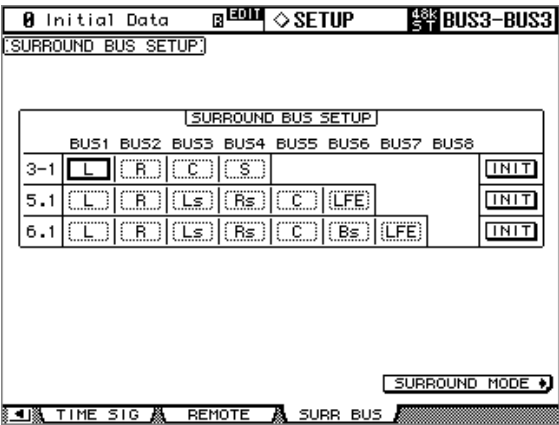 0 Initial Data EDIT ◇SETUP 48K ST BUS3-BUS3
SURROUND BUS SETUP
SURROUND BUS SETUP
BUS1 BUS2 BUS3 BUS4 BUS5 BUS6 BUS7 BUS8
3-1 L R C S INIT
5.1 L R Ls Rs C LFE INIT
6.1 L R Ls Rs C Bs LFE INIT
SURROUND MODE
TIME SIG REMOTE SURR BUS